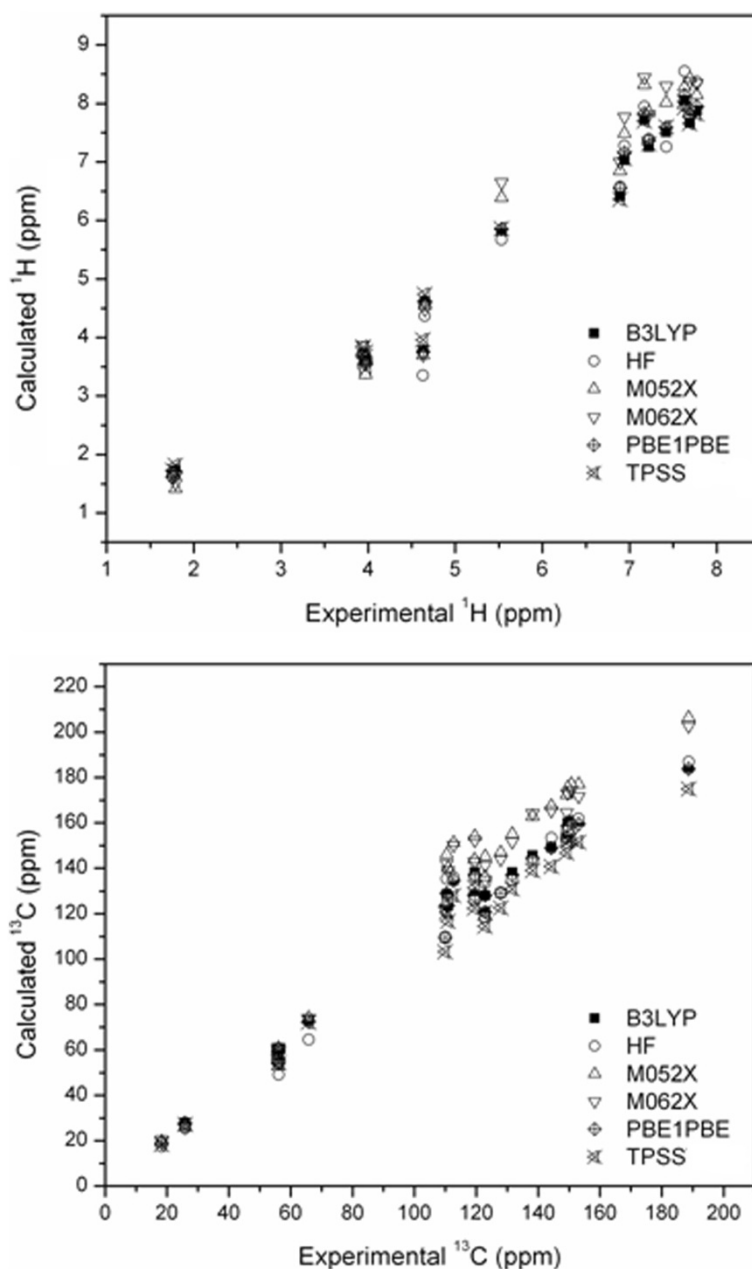 9
8
7
6
5
4
3
2
1
Calculated ¹H (ppm)
B3LYP
HF
M052X
M062X
PBE1PBE
TPSS
1 2 3 4 5 6 7 8
Experimental ¹H (ppm)
220
200
180
160
140
120
100
80
60
40
20
0
Calculated ¹³C (ppm)
B3LYP
HF
M052X
M062X
PBE1PBE
TPSS
0 20 40 60 80 100 120 140 160 180 200
Experimental ¹³C (ppm)